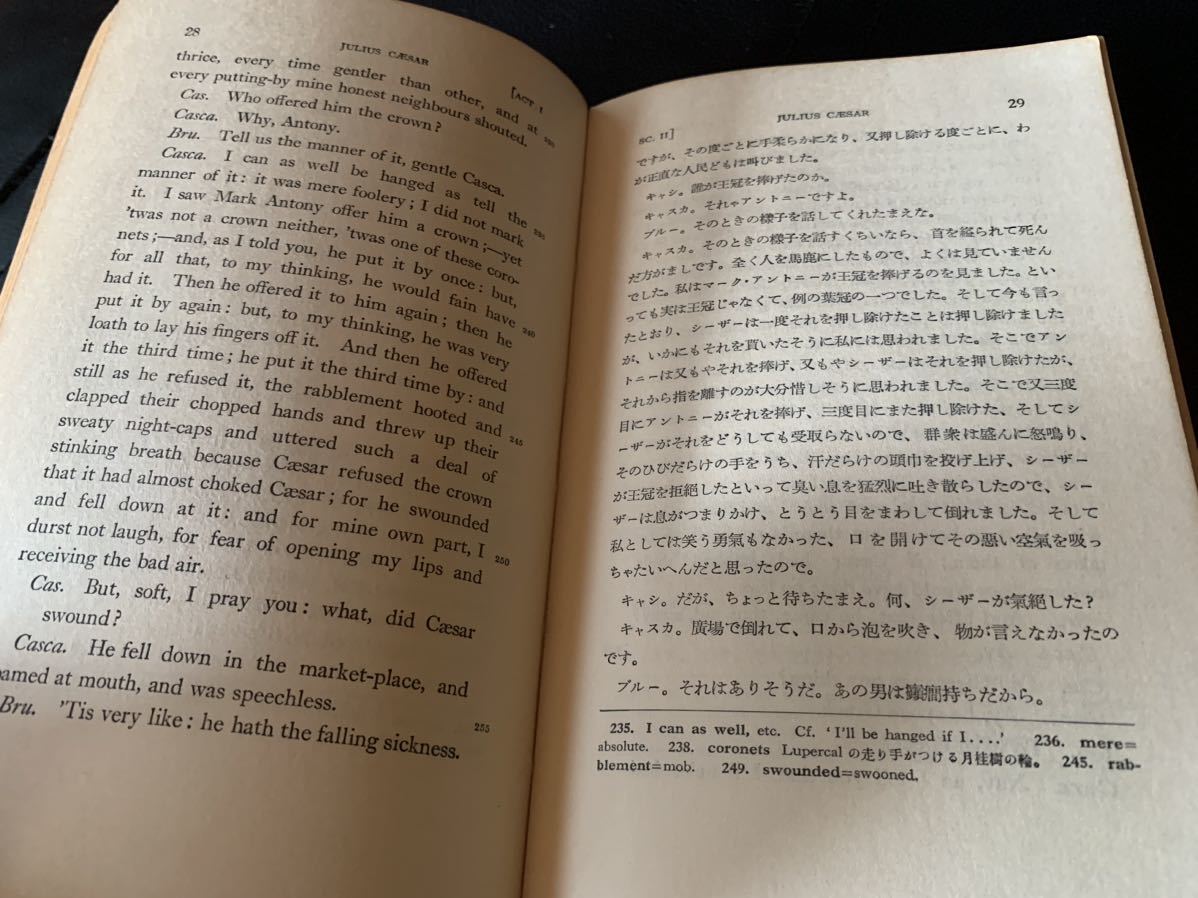 28
JULIUS CÆSAR
[ACT I
thrice, every time gentler than other, and at
every putting-by mine honest neighbours shouted.
Cas. Who offered him the crown?
Casca. Why, Antony.
Bru. Tell us the manner of it, gentle Casca.
Casca. I can as well be hanged as tell the
manner of it: it was mere foolery; I did not mark
it. I saw Mark Antony offer him a crown;—yet
'twas not a crown neither, 'twas one of these coro-
nets;—and, as I told you, he put it by once: but,
for all that, to my thinking, he would fain have
had it. Then he offered it to him again; then he 240
put it by again: but, to my thinking, he was very
loath to lay his fingers off it. And then he offered
it the third time; he put it the third time by: and
still as he refused it, the rabblement hooted and
clapped their chopped hands and threw up their 245
sweaty night-caps and uttered such a deal of
stinking breath because Cæsar refused the crown
that it had almost choked Cæsar; for he swounded
and fell down at it: and for mine own part, I
durst not laugh, for fear of opening my lips and 250
receiving the bad air.
Cas. But, soft, I pray you: what, did Cæsar
swound?
Casca. He fell down in the market-place, and
oamed at mouth, and was speechless.
Bru. 'Tis very like: he hath the falling sickness. 255
SC. II]
JULIUS CÆSAR
29
ですが、その度ごとに手柔らかになり、又押し除ける度ごとに、わ
が正直な人民どもは叫びました。
キャシ。誰が王冠を捧げたのか。
キャスカ。それゃアントニーですよ。
ブルー。そのときの様子を話してくれたまえな。
キャスカ。そのときの様子を話すくちいなら、首を縊られて死ん
だ方がましです。全く人を馬鹿にしたもので、よくは見ていません
でした。私はマーク・アントニーが王冠を捧げるのを見ました。とい
っても実は王冠じゃなくて、例の葉冠の一つでした。そして今も言っ
たとおり、シーザーは一度それを押し除けたことは押し除けました
が、いかにもそれを貰いたそうに私には思われました。そこでアン
トニーは又もやそれを捧げ、又もやシーザーはそれを押し除けたが、
それから指を離すのが大分惜しそうに思われました。そこで又三度
目にアントニーがそれを捧げ、三度目にまた押し除けた、そしてシ
ーザーがそれをどうしても受取らないので、群衆は盛んに怒鳴り、
そのひびだらけの手をうち、汗だらけの頭巾を投げ上げ、シーザー
が王冠を拒絶したといって臭い息を猛烈に吐き散らしたので、シー
ザーは息がつまりかけ、とうとう目をまわして倒れました。そして
私としては笑う勇氣もなかった、口を開けてその悪い空氣を吸っ
ちゃたいへんだと思ったので。
キャシ。だが、ちょっと待ちたまえ。何、シーザーが氣絶した?
キャスカ。廣場で倒れて、口から泡を吹き、物が言えなかったの
です。
ブルー。それはありそうだ。あの男は癲癇持ちだから。
235. I can as well, etc. Cf. 'I'll be hanged if I....' 236. mere=
absolute. 238. coronets Lupercal の走り手がつける月桂樹の輪。 245. rab-
blement=mob. 249. swounded=swooned.